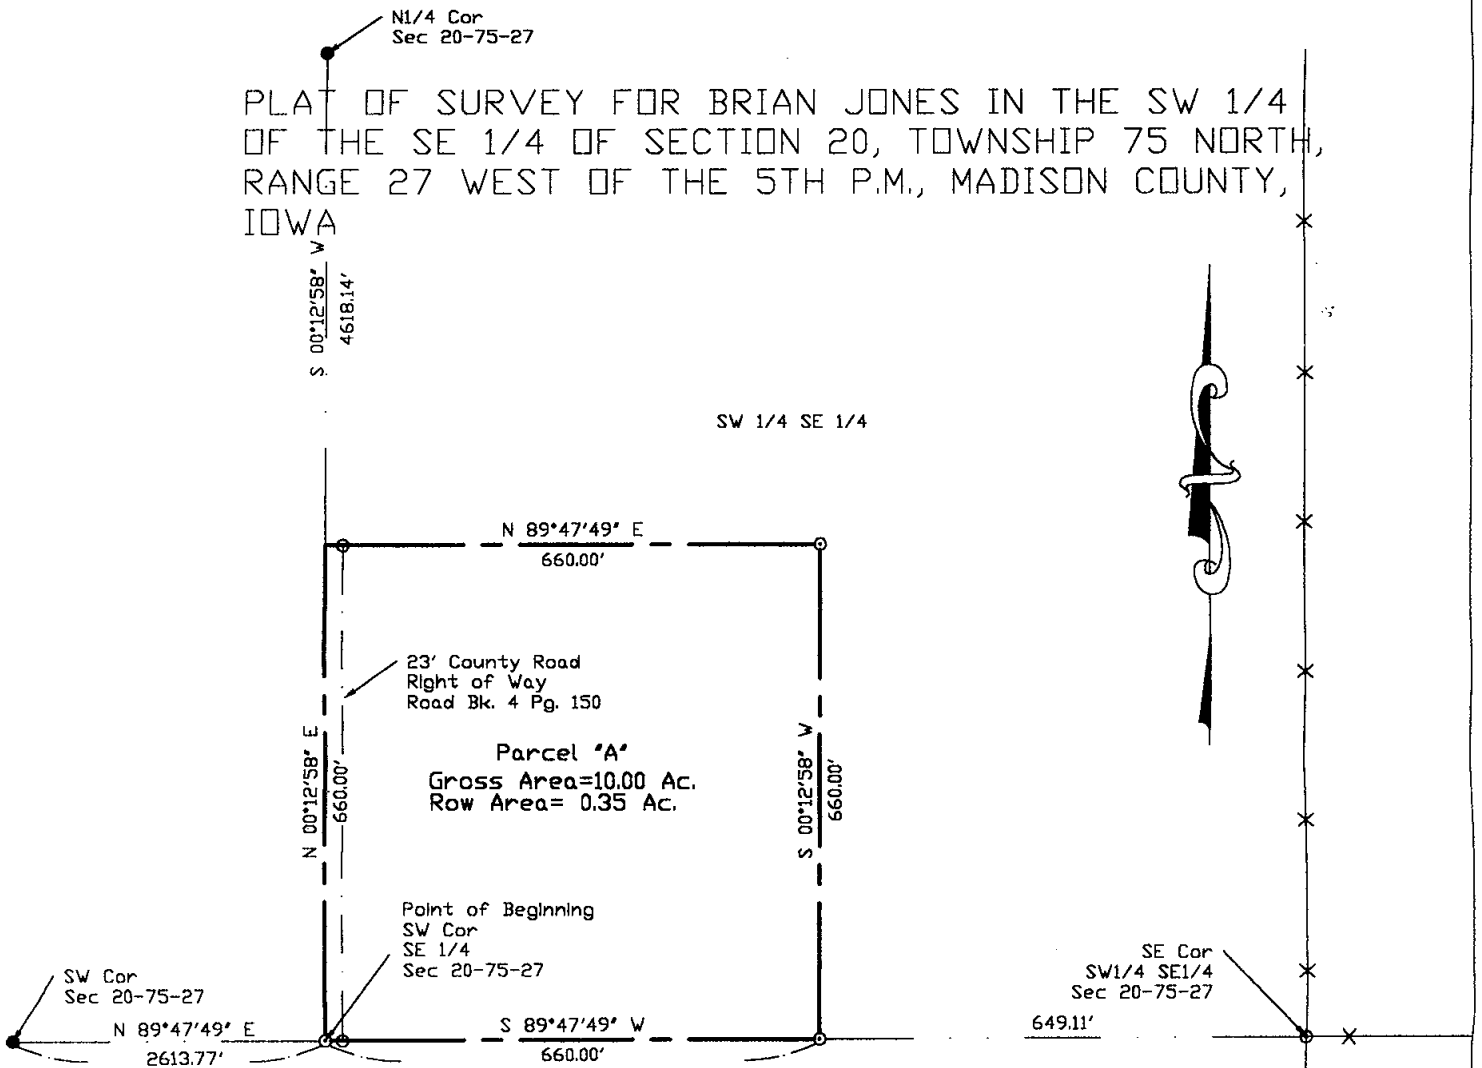 N1/4 Cor
Sec 20-75-27
PLAT OF SURVEY FOR BRIAN JONES IN THE SW 1/4
OF THE SE 1/4 OF SECTION 20, TOWNSHIP 75 NORTH,
RANGE 27 WEST OF THE 5TH P.M., MADISON COUNTY,
IOWA
S 00°12'58" W
4618.14'
SW 1/4 SE 1/4
N 89°47'49" E
660.00'
23' County Road
Right of Way
Road Bk. 4 Pg. 150
N 00°12'58" E
660.00'
Parcel "A"
Gross Area=10.00 Ac.
Row Area= 0.35 Ac.
S 00°12'58" W
660.00'
Point of Beginning
SW Cor
SE 1/4
Sec 20-75-27
SW Cor
Sec 20-75-27
N 89°47'49" E
2613.77'
S 89°47'49" W
660.00'
649.11'
SE Cor
SW1/4 SE1/4
Sec 20-75-27